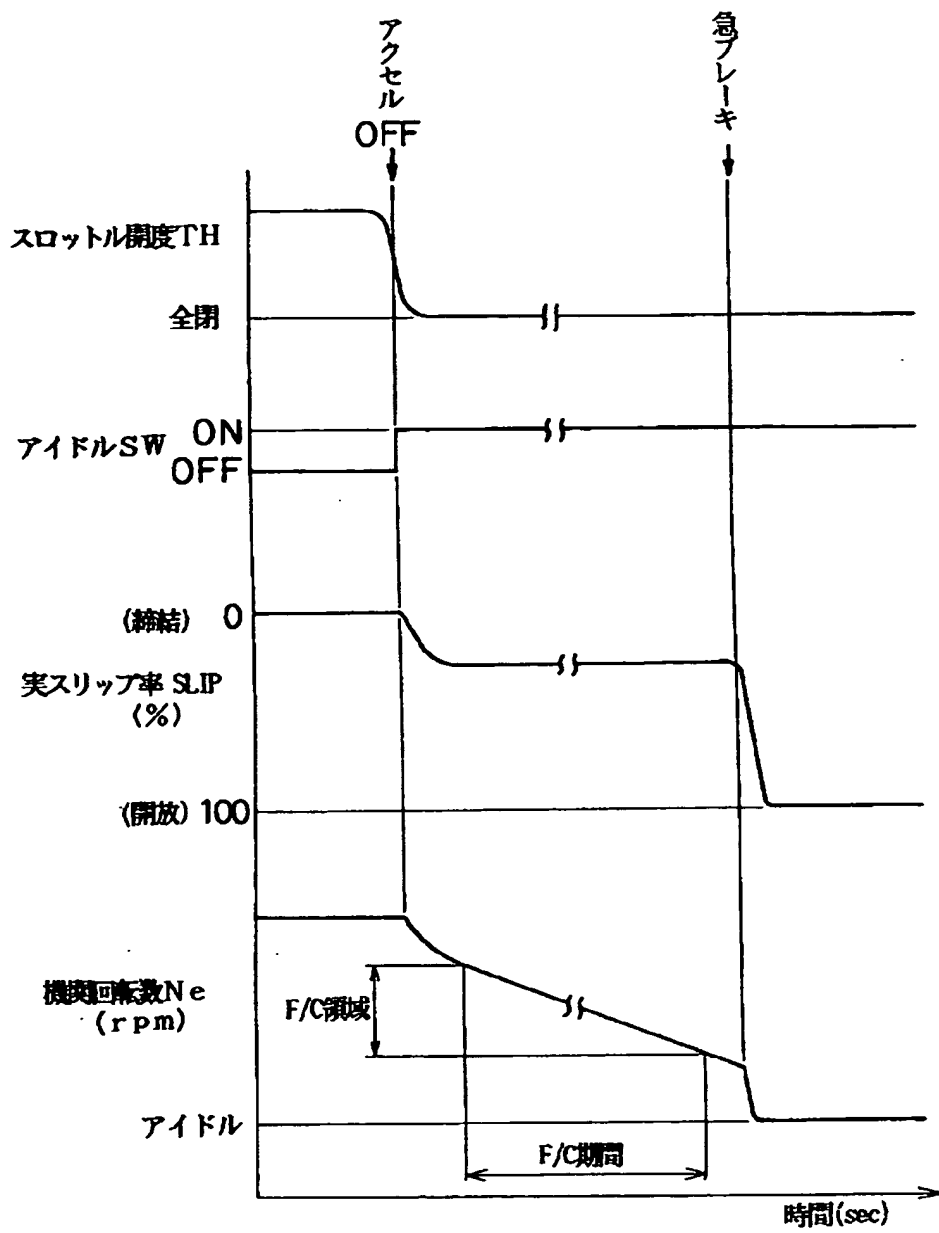 アクセル
OFF
急ブレーキ
スロットル開度TH
全閉
アイドルSW
ON
OFF
(締結) 0
実スリップ率 SLIP
(%)
(開放) 100
機関回転数Ne
(rpm)
F/C領域
アイドル
F/C期間
時間(sec)